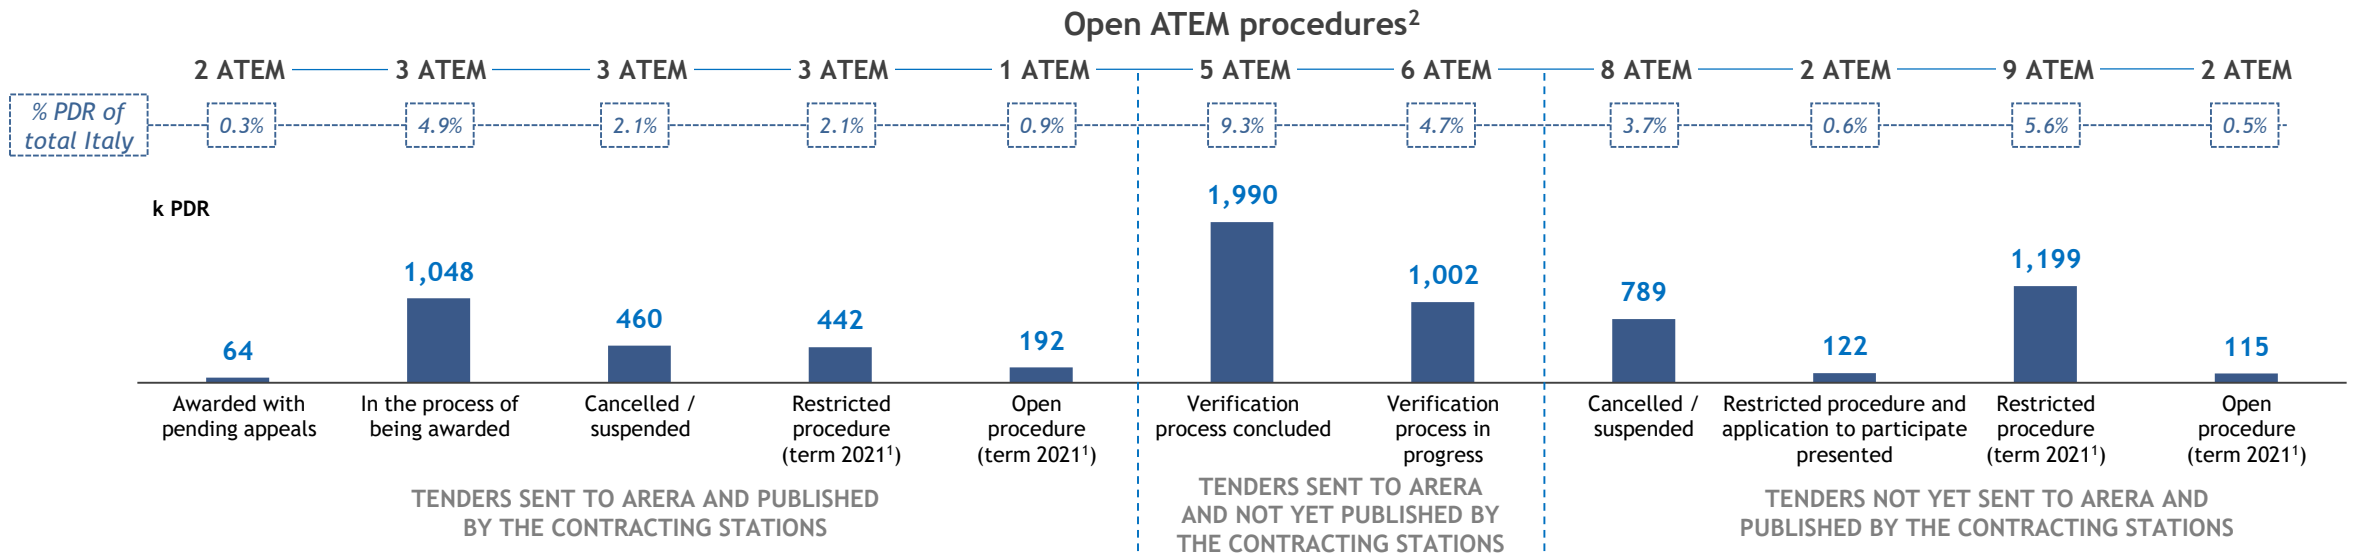 Open ATEM procedures²
2 ATEM 3 ATEM 3 ATEM 3 ATEM 1 ATEM 5 ATEM 6 ATEM 8 ATEM 2 ATEM 9 ATEM 2 ATEM
% PDR of
total Italy
0.3% 4.9% 2.1% 2.1% 0.9% 9.3% 4.7% 3.7% 0.6% 5.6% 0.5%
k PDR
64 1,048 460 442 192 1,990 1,002 789 122 1,199 115
Awarded with
pending appeals
In the process of
being awarded
Cancelled /
suspended
Restricted
procedure
(term 2021¹)
Open
procedure
(term 2021¹)
Verification
process concluded
Verification
process in
progress
Cancelled /
suspended
Restricted procedure and
application to participate
presented
Restricted
procedure
(term 2021¹)
Open
procedure
(term 2021¹)
TENDERS SENT TO ARERA AND PUBLISHED
BY THE CONTRACTING STATIONS
TENDERS SENT TO ARERA
AND NOT YET PUBLISHED BY
THE CONTRACTING STATIONS
TENDERS NOT YET SENT TO ARERA AND
PUBLISHED BY THE CONTRACTING STATIONS